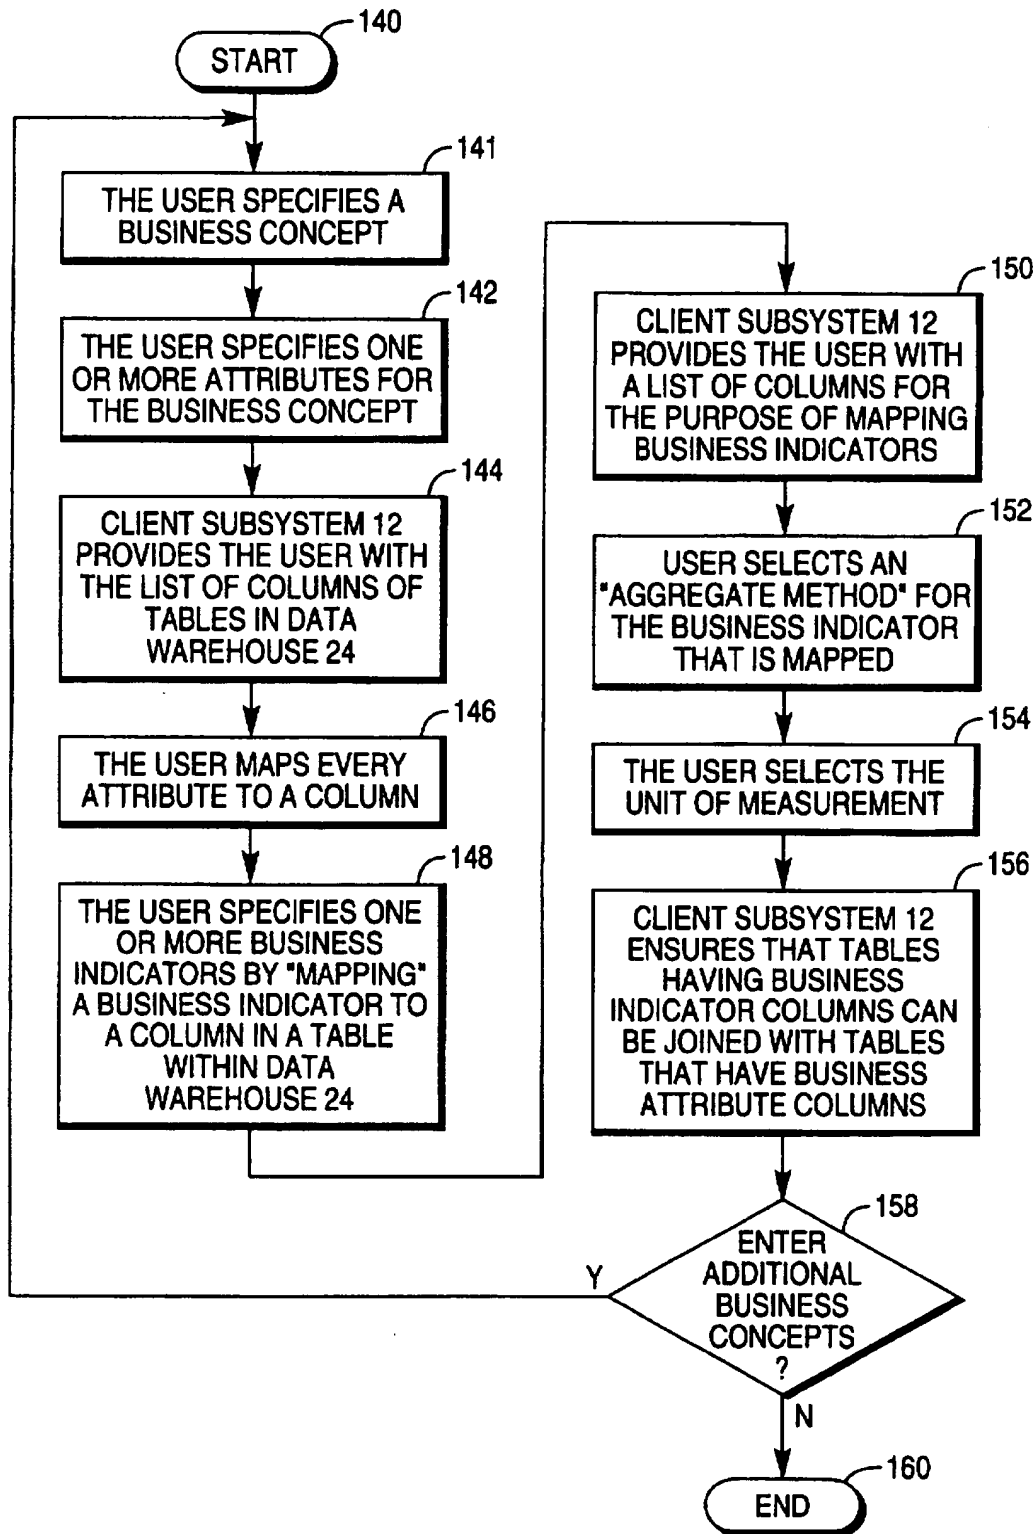 140
START
141
THE USER SPECIFIES A
BUSINESS CONCEPT
142
THE USER SPECIFIES ONE
OR MORE ATTRIBUTES FOR
THE BUSINESS CONCEPT
144
CLIENT SUBSYSTEM 12
PROVIDES THE USER WITH
THE LIST OF COLUMNS OF
TABLES IN DATA
WAREHOUSE 24
146
THE USER MAPS EVERY
ATTRIBUTE TO A COLUMN
148
THE USER SPECIFIES ONE
OR MORE BUSINESS
INDICATORS BY "MAPPING"
A BUSINESS INDICATOR TO
A COLUMN IN A TABLE
WITHIN DATA
WAREHOUSE 24
150
CLIENT SUBSYSTEM 12
PROVIDES THE USER WITH
A LIST OF COLUMNS FOR
THE PURPOSE OF MAPPING
BUSINESS INDICATORS
152
USER SELECTS AN
"AGGREGATE METHOD" FOR
THE BUSINESS INDICATOR
THAT IS MAPPED
154
THE USER SELECTS THE
UNIT OF MEASUREMENT
156
CLIENT SUBSYSTEM 12
ENSURES THAT TABLES
HAVING BUSINESS
INDICATOR COLUMNS CAN
BE JOINED WITH TABLES
THAT HAVE BUSINESS
ATTRIBUTE COLUMNS
158
ENTER
ADDITIONAL
BUSINESS
CONCEPTS
?
Y
N
160
END